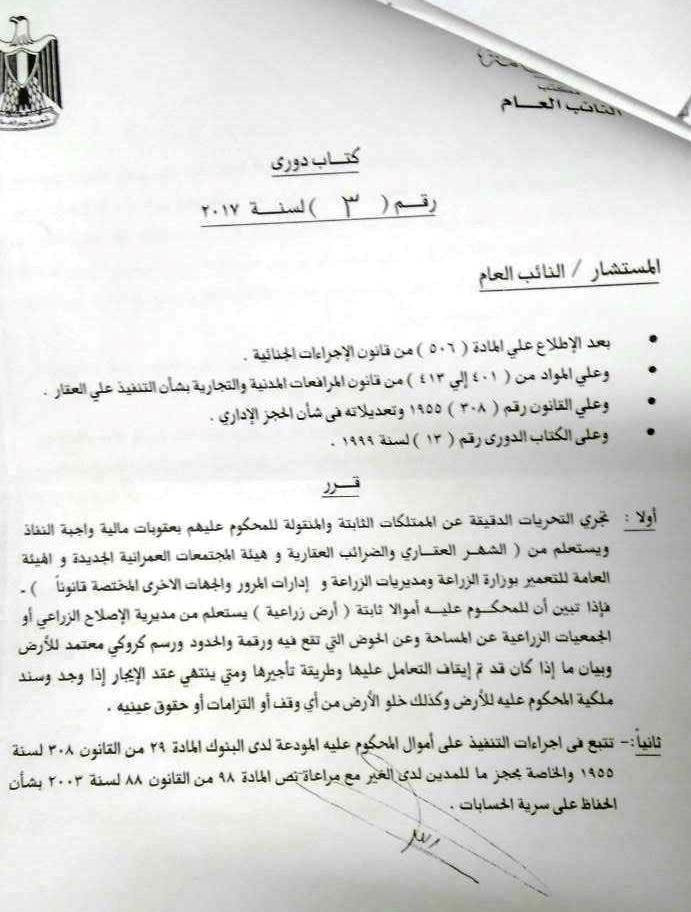 مكتب
النائب العام
كتاب دورى
رقم ( ٣ ) لسنة ٢٠١٧
المستشار / النائب العام
• بعد الإطلاع علي المادة ( ٥٠٦ ) من قانون الإجراءات الجنائية .
• وعلي المواد من ( ٤٠١ إلي ٤١٣ ) من قانون المرافعات المدنية والتجارية بشأن التنفيذ علي العقار .
• وعلي القانون رقم ( ٣٠٨ ) ١٩٥٥ وتعديلاته فى شأن الحجز الإداري .
• وعلى الكتاب الدورى رقم ( ١٣ ) لسنة ١٩٩٩ .
قرر
أولا : تجري التحريات الدقيقة عن الممتلكات الثابتة والمنقولة للمحكوم عليهم بعقوبات مالية واجبة النفاذ
ويستعلم من ( الشهر العقاري والضرائب العقارية و هيئة المجتمعات العمرانية الجديدة و الهيئة
العامة للتعمير بوزارة الزراعة ومديريات الزراعة و إدارات المرور والجهات الاخرى المختصة قانوناً ) -
فإذا تبين أن للمحكوم عليه أموالا ثابتة ( أرض زراعية ) يستعلم من مديرية الإصلاح الزراعي أو
الجمعيات الزراعية عن المساحة وعن الحوض التي تقع فيه ورقمة والحدود ورسم كروكي معتمد للأرض
وبيان ما إذا كان قد تم إيقاف التعامل عليها وطريقة تأجيرها ومتي ينتهي عقد الإيجار إذا وجد وسند
ملكية المحكوم عليه للأرض وكذلك خلو الأرض من أي وقف أو التزامات أو حقوق عينيه .
ثانياً :- تتبع فى اجراءات التنفيذ على أموال المحكوم عليه المودعة لدى البنوك المادة ٢٩ من القانون ٣٠٨ لسنة
١٩٥٥ والخاصة بحجز ما للمدين لدى الغير مع مراعاة نص المادة ٩٨ من القانون ٨٨ لسنة ٢٠٠٣ بشأن
الحفاظ على سرية الحسابات .